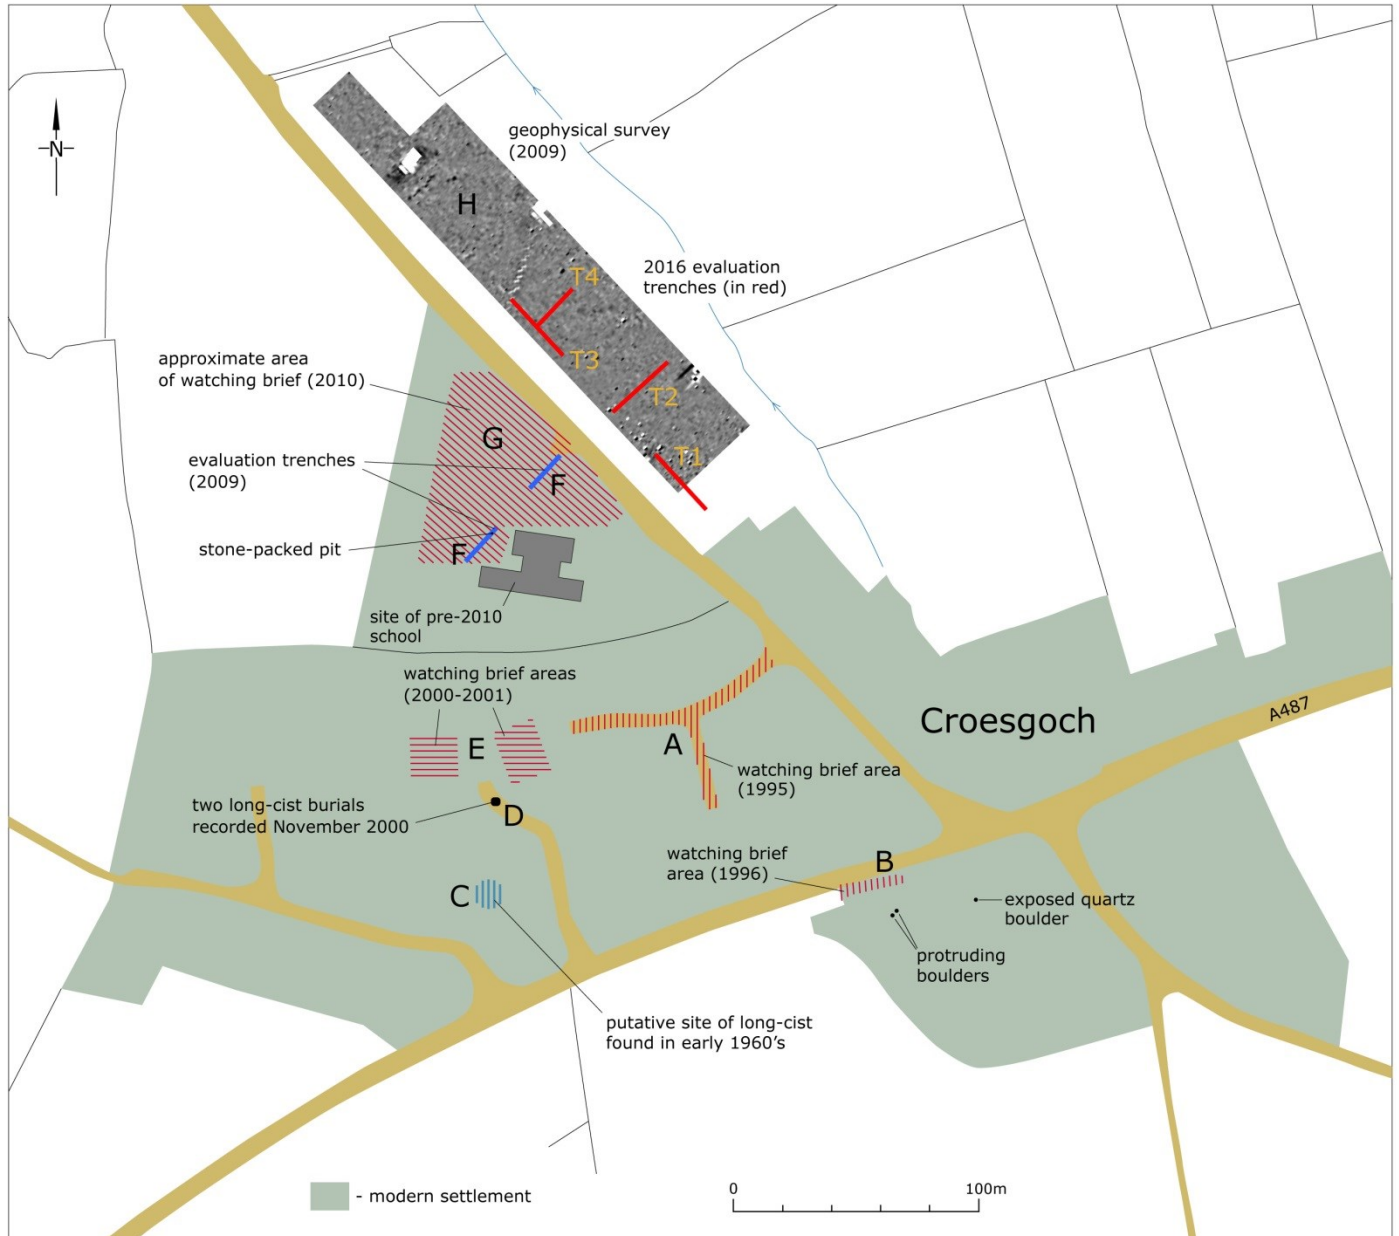 geophysical survey
(2009)
N
H
2016 evaluation
trenches (in red)
T4
T3
T2
T1
approximate area
of watching brief (2010)
G
evaluation trenches
(2009)
F
stone-packed pit
F
site of pre-2010
school
watching brief areas
(2000-2001)
E
A
Croesgoch
A487
watching brief area
(1995)
two long-cist burials
recorded November 2000
D
watching brief
area (1996)
B
C
exposed quartz
boulder
protruding
boulders
putative site of long-cist
found in early 1960's
- modern settlement
0
100m